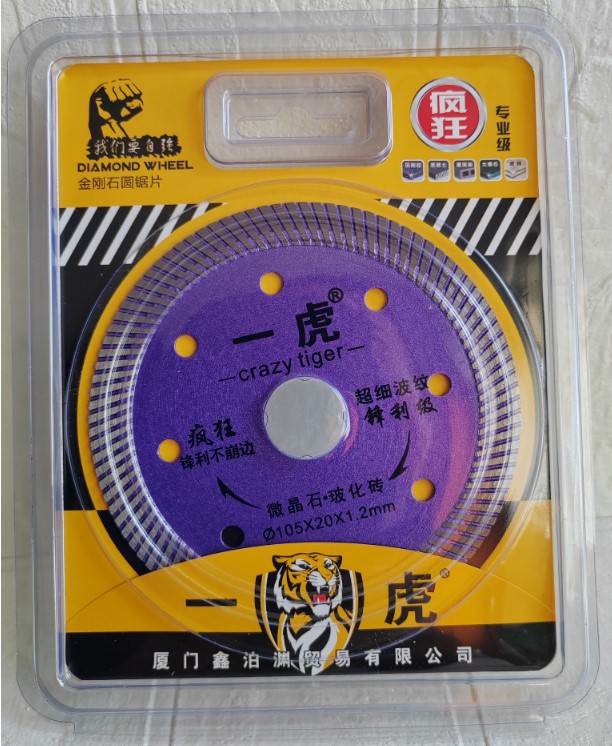 我们要自强
DIAMOND WHEEL
金刚石圆锯片
疯狂
专业级
一虎®
crazy tiger
疯狂
锋利不崩边
超细波纹
锋利级
微晶石·玻化砖
Ø105X20X1.2mm
一虎®
厦门鑫泊渊贸易有限公司